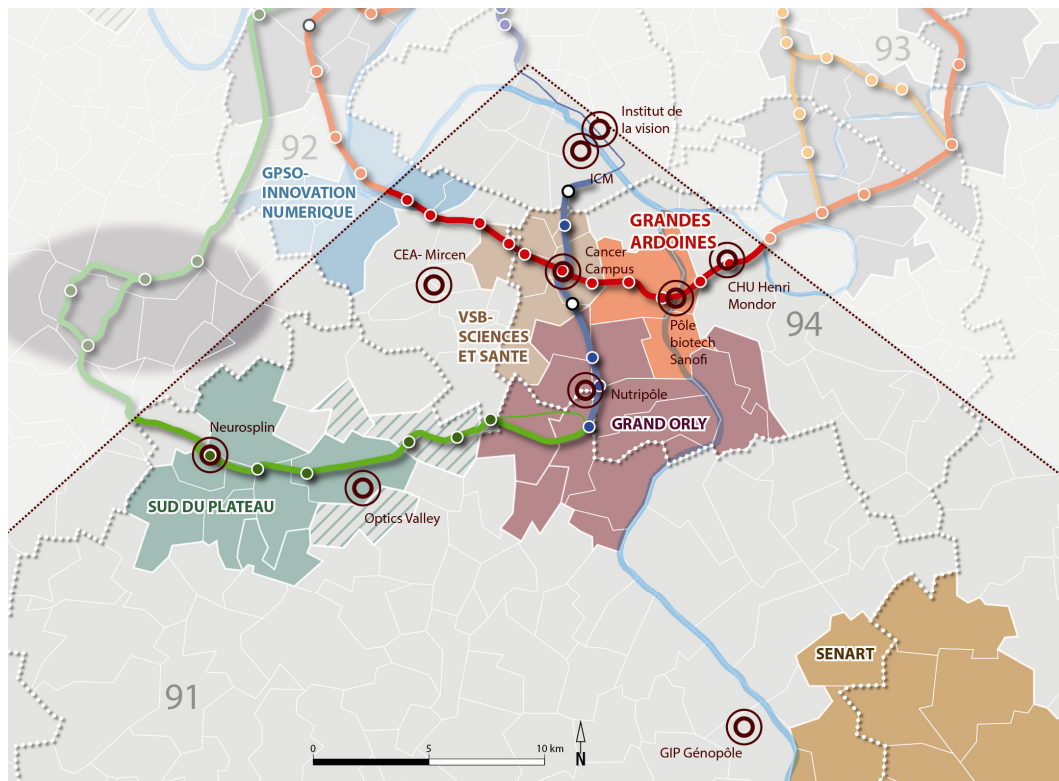 93
Institut de
la vision
92
ICM
GPSO-
INNOVATION
NUMERIQUE
GRANDES
ARDOINES
CEA- Mircen
Cancer
Campus
CHU Henri
Mondor
VSB-
SCIENCES
ET SANTE
94
Pôle
biotech
Sanofi
Nutripôle
GRAND ORLY
Neurosplin
SUD DU PLATEAU
Optics Valley
SENART
91
GIP Génopôle
0
5
10 km
N